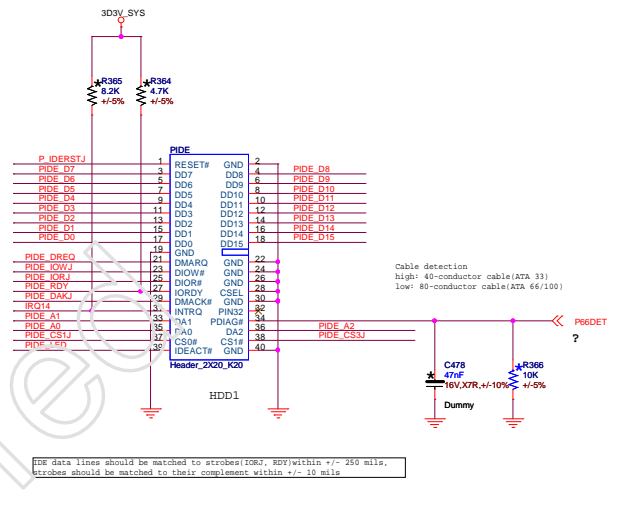 3D3V_SYS
* R365
8.2K
+/-5%
* R364
4.7K
+/-5%
PIDE
P_IDERSTJ 1 RESET# GND 2
PIDE_D7 3 DD7 DD8 4 PIDE_D8
PIDE_D6 5 DD6 DD9 6 PIDE_D9
PIDE_D5 7 DD5 DD10 8 PIDE_D10
PIDE_D4 9 DD4 DD11 10 PIDE_D11
PIDE_D3 11 DD3 DD12 12 PIDE_D12
PIDE_D2 13 DD2 DD13 14 PIDE_D13
PIDE_D1 15 DD1 DD14 16 PIDE_D14
PIDE_D0 17 DD0 DD15 18 PIDE_D15
19 GND
PIDE_DREQ 21 DMARQ GND 22
PIDE_IOWJ 23 DIOW# GND 24
PIDE_IORJ 25 DIOR# GND 26
PIDE_RDY 27 IORDY CSEL 28
PIDE_DAKJ 29 DMACK# GND 30
IRQ14 31 INTRQ PIN32 32
PIDE_A1 33 DA1 PDIAG# 34
PIDE_A0 35 DA0 DA2 36 PIDE_A2
PIDE_CS1J 37 CS0# CS1# 38 PIDE_CS3J
PIDE_LED 39 IDEACT# GND 40
Header_2X20_K20
HDD1
Cable detection
high: 40-conductor cable(ATA 33)
low: 80-conductor cable(ATA 66/100)
P66DET
?
* C478
47nF
16V,X7R,+/-10%
Dummy
* R366
10K
+/-5%
IDE data lines should be matched to strobes(IORJ, RDY)within +/- 250 mils,
strobes should be matched to their complement within +/- 10 mils